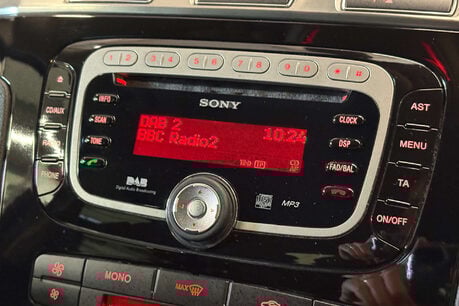 1 2 3 4 5 6 7 8 9 0 * #
SONY
INFO
SCAN
TONE
CD/AUX
RADIO
PHONE
DAB 2 10:24
BBC Radio2
CLOCK
DSP
FAD/BAL
AST
MENU
TA
ON/OFF
DAB
Digital Audio Broadcasting
MP3
MONO
MAX